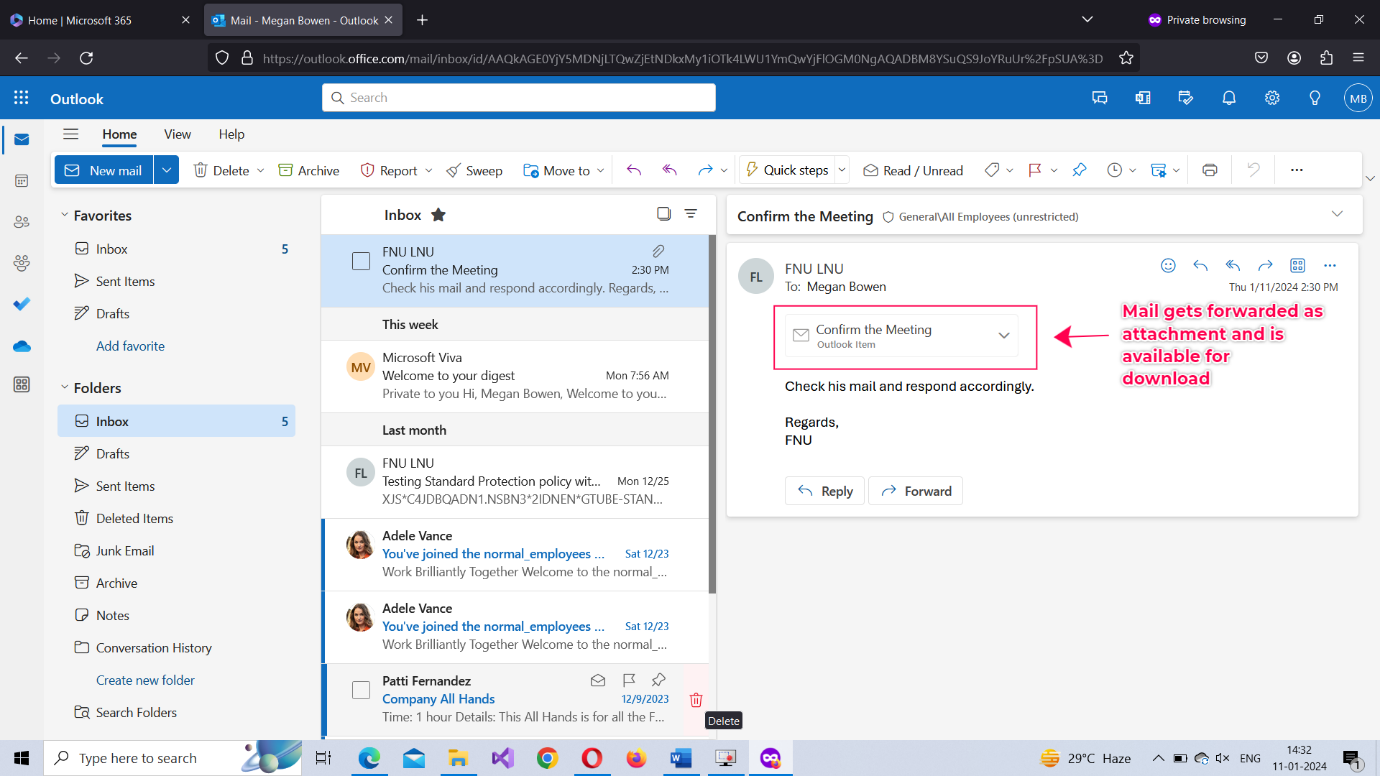 Home | Microsoft 365
Mail - Megan Bowen - Outlook
Private browsing
https://outlook.office.com/mail/inbox/id/AAQkAGE0YjY5MDNjLTQwZjEtNDkxMy1iOTk4LWU1YmQwYjFlOGM0NgAQADBM8YSuQS9JoYRuUr%2FpSUA%3D
Outlook
Search
MB
Home View Help
New mail Delete Archive Report Sweep Move to Quick steps Read / Unread
Favorites
Inbox 5
Sent Items
Drafts
Add favorite
Folders
Inbox 5
Drafts
Sent Items
Deleted Items
Junk Email
Archive
Notes
Conversation History
Create new folder
Search Folders
Inbox
FNU LNU
Confirm the Meeting 2:30 PM
Check his mail and respond accordingly. Regards, ...
This week
MV
Microsoft Viva
Welcome to your digest Mon 7:56 AM
Private to you Hi, Megan Bowen, Welcome to you...
Last month
FL
FNU LNU
Testing Standard Protection policy wit... Mon 12/25
XJS*C4JDBQADN1.NSBN3*2IDNEN*GTUBE-STAN...
Adele Vance
You've joined the normal_employees ... Sat 12/23
Work Brilliantly Together Welcome to the normal_...
Adele Vance
You've joined the normal_employees ... Sat 12/23
Work Brilliantly Together Welcome to the normal_...
Patti Fernandez
Company All Hands 12/9/2023
Time: 1 hour Details: This All Hands is for all the F...
Delete
Confirm the Meeting General\All Employees (unrestricted)
FL
FNU LNU
To: Megan Bowen
Thu 1/11/2024 2:30 PM
Confirm the Meeting
Outlook Item
Mail gets forwarded as
attachment and is
available for
download
Check his mail and respond accordingly.
Regards,
FNU
Reply Forward
Type here to search
29°C Haze
ENG
14:32
11-01-2024
1